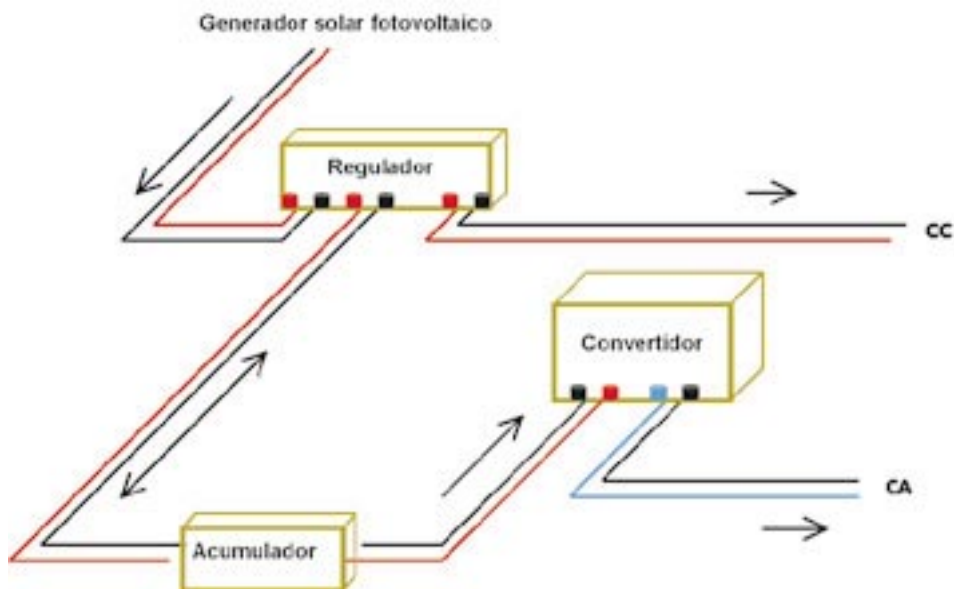 Generador solar fotovoltaico
Regulador
CC
Convertidor
CA
Acumulador